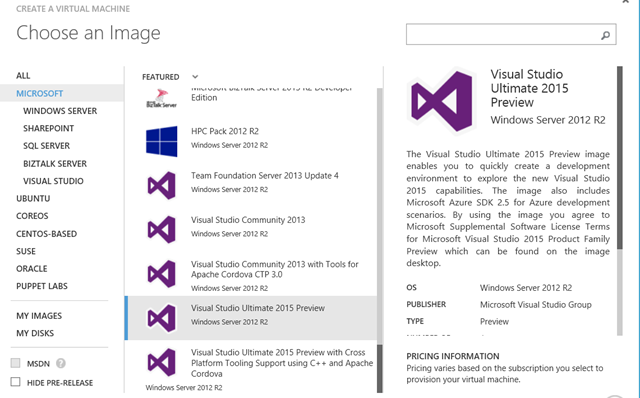 CREATE A VIRTUAL MACHINE
Choose an Image
ALL
MICROSOFT
WINDOWS SERVER
SHAREPOINT
SQL SERVER
BIZTALK SERVER
VISUAL STUDIO
UBUNTU
COREOS
CENTOS-BASED
SUSE
ORACLE
PUPPET LABS
MY IMAGES
MY DISKS
MSDN ?
HIDE PRE-RELEASE
FEATURED
Microsoft BizTalk Server 2013 R2 Developer
Edition
Microsoft
BizTalk Server
HPC Pack 2012 R2
Windows Server 2012 R2
Team Foundation Server 2013 Update 4
Windows Server 2012 R2
Visual Studio Community 2013
Windows Server 2012 R2
Visual Studio Community 2013 with Tools for
Apache Cordova CTP 3.0
Windows Server 2012 R2
Visual Studio Ultimate 2015 Preview
Windows Server 2012 R2
Visual Studio Ultimate 2015 Preview with Cross
Platform Tooling Support using C++ and Apache
Cordova
Windows Server 2012 R2
Visual Studio
Ultimate 2015
Preview
Windows Server 2012 R2
The Visual Studio Ultimate 2015 Preview image
enables you to quickly create a development
environment to explore the new Visual Studio
2015 capabilities. The image also includes
Microsoft Azure SDK 2.5 for Azure development
scenarios. By using the image you agree to
Microsoft Supplemental Software License Terms
for Microsoft Visual Studio 2015 Product Family
Preview which can be found on the image
desktop.
OS Windows Server 2012 R2
PUBLISHER Microsoft Visual Studio Group
TYPE Preview
PRICING INFORMATION
Pricing varies based on the subscription you select to
provision your virtual machine.